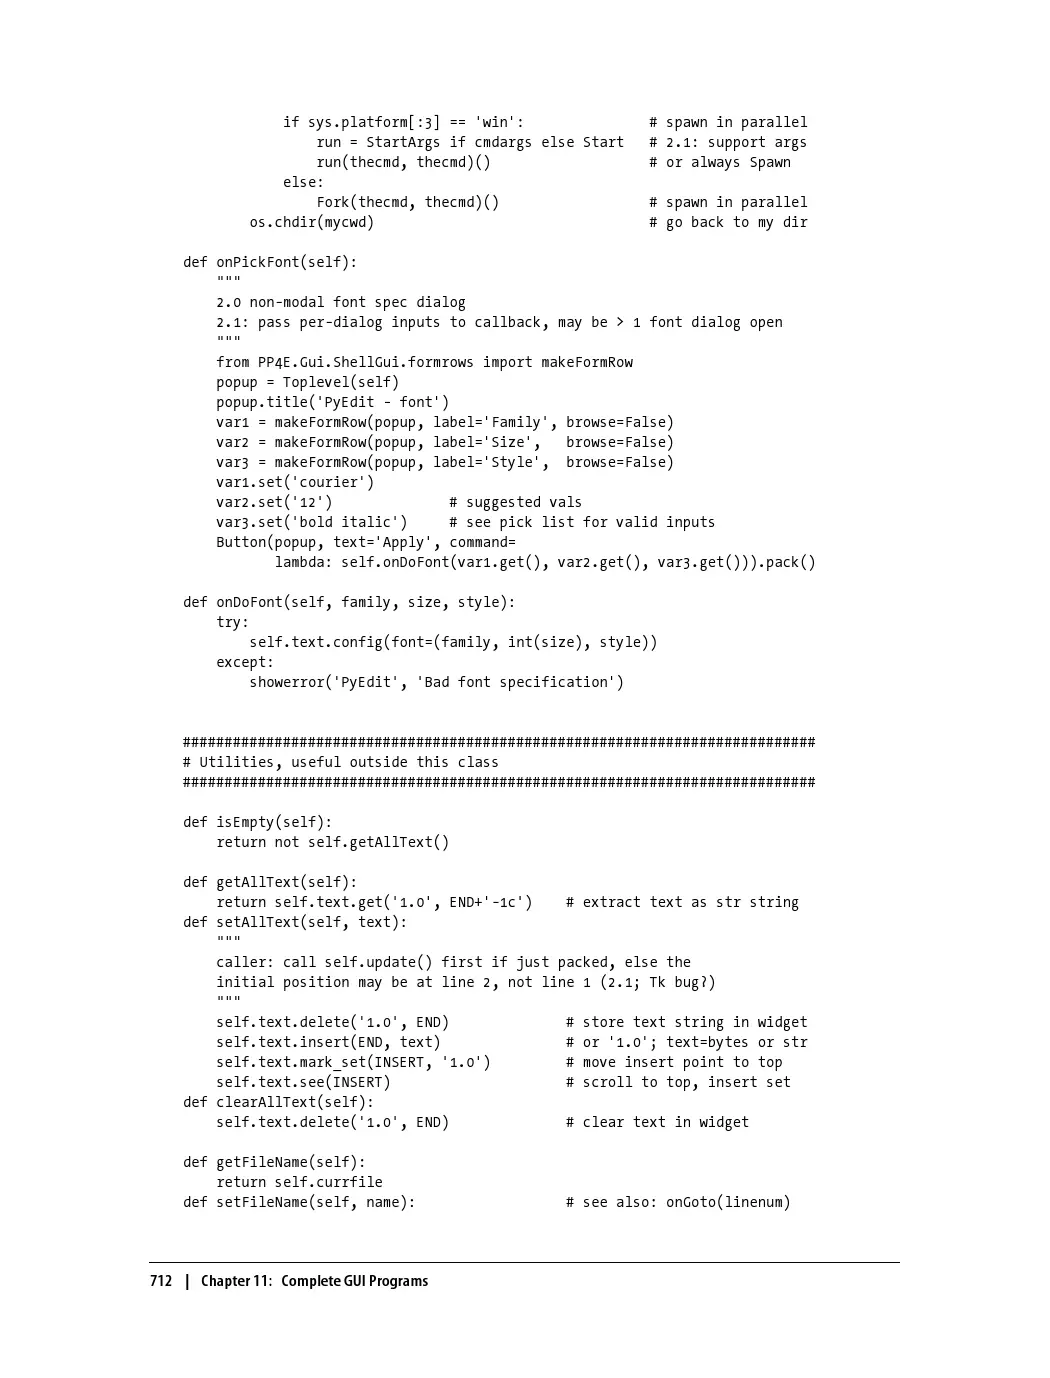 if sys.platform[:3] == 'win':               # spawn in parallel
                run = StartArgs if cmdargs else Start   # 2.1: support args
                run(thecmd, thecmd)()                   # or always Spawn
            else:
                Fork(thecmd, thecmd)()                  # spawn in parallel
        os.chdir(mycwd)                                 # go back to my dir

def onPickFont(self):
    """
    2.0 non-modal font spec dialog
    2.1: pass per-dialog inputs to callback, may be > 1 font dialog open
    """
    from PP4E.Gui.ShellGui.formrows import makeFormRow
    popup = Toplevel(self)
    popup.title('PyEdit - font')
    var1 = makeFormRow(popup, label='Family', browse=False)
    var2 = makeFormRow(popup, label='Size',   browse=False)
    var3 = makeFormRow(popup, label='Style',  browse=False)
    var1.set('courier')
    var2.set('12')              # suggested vals
    var3.set('bold italic')     # see pick list for valid inputs
    Button(popup, text='Apply', command=
           lambda: self.onDoFont(var1.get(), var2.get(), var3.get())).pack()

def onDoFont(self, family, size, style):
    try:
        self.text.config(font=(family, int(size), style))
    except:
        showerror('PyEdit', 'Bad font specification')


############################################################################
# Utilities, useful outside this class
############################################################################

def isEmpty(self):
    return not self.getAllText()

def getAllText(self):
    return self.text.get('1.0', END+'-1c')    # extract text as str string
def setAllText(self, text):
    """
    caller: call self.update() first if just packed, else the
    initial position may be at line 2, not line 1 (2.1; Tk bug?)
    """
    self.text.delete('1.0', END)              # store text string in widget
    self.text.insert(END, text)               # or '1.0'; text=bytes or str
    self.text.mark_set(INSERT, '1.0')         # move insert point to top
    self.text.see(INSERT)                     # scroll to top, insert set
def clearAllText(self):
    self.text.delete('1.0', END)              # clear text in widget

def getFileName(self):
    return self.currfile
def setFileName(self, name):                  # see also: onGoto(linenum)

712 | Chapter 11: Complete GUI Programs